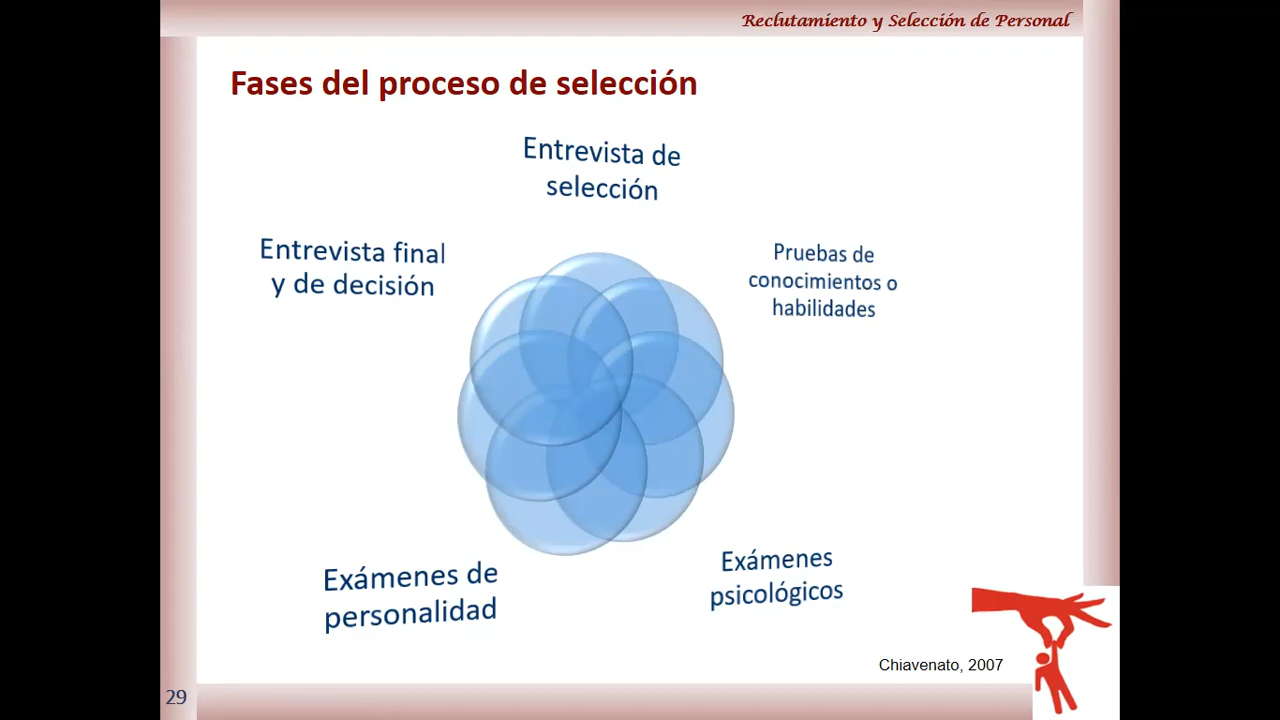 Reclutamiento y Selección de Personal
Fases del proceso de selección
Entrevista de
selección
Pruebas de
conocimientos o
habilidades
Exámenes
psicológicos
Exámenes de
personalidad
Entrevista final
y de decisión
Chiavenato, 2007
29